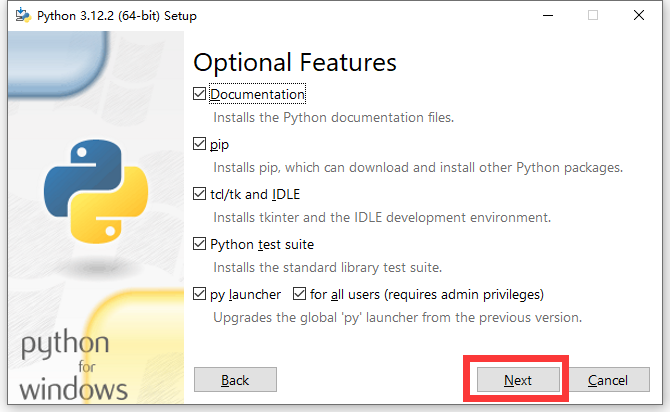 Python 3.12.2 (64-bit) Setup
Optional Features
Documentation
Installs the Python documentation files.
pip
Installs pip, which can download and install other Python packages.
tcl/tk and IDLE
Installs tkinter and the IDLE development environment.
Python test suite
Installs the standard library test suite.
py launcher for all users (requires admin privileges)
Upgrades the global 'py' launcher from the previous version.
python
for
windows
Back Next Cancel